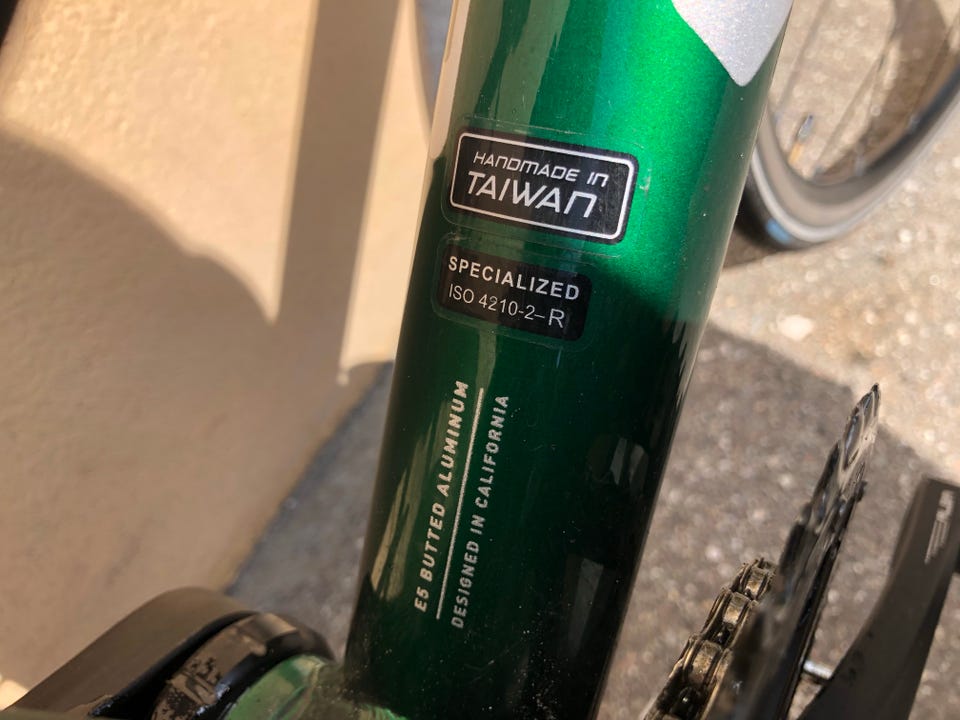 HANDMADE IN
TAIWAN
SPECIALIZED
ISO 4210-2-R
E5 BUTTED ALUMINUM
DESIGNED IN CALIFORNIA